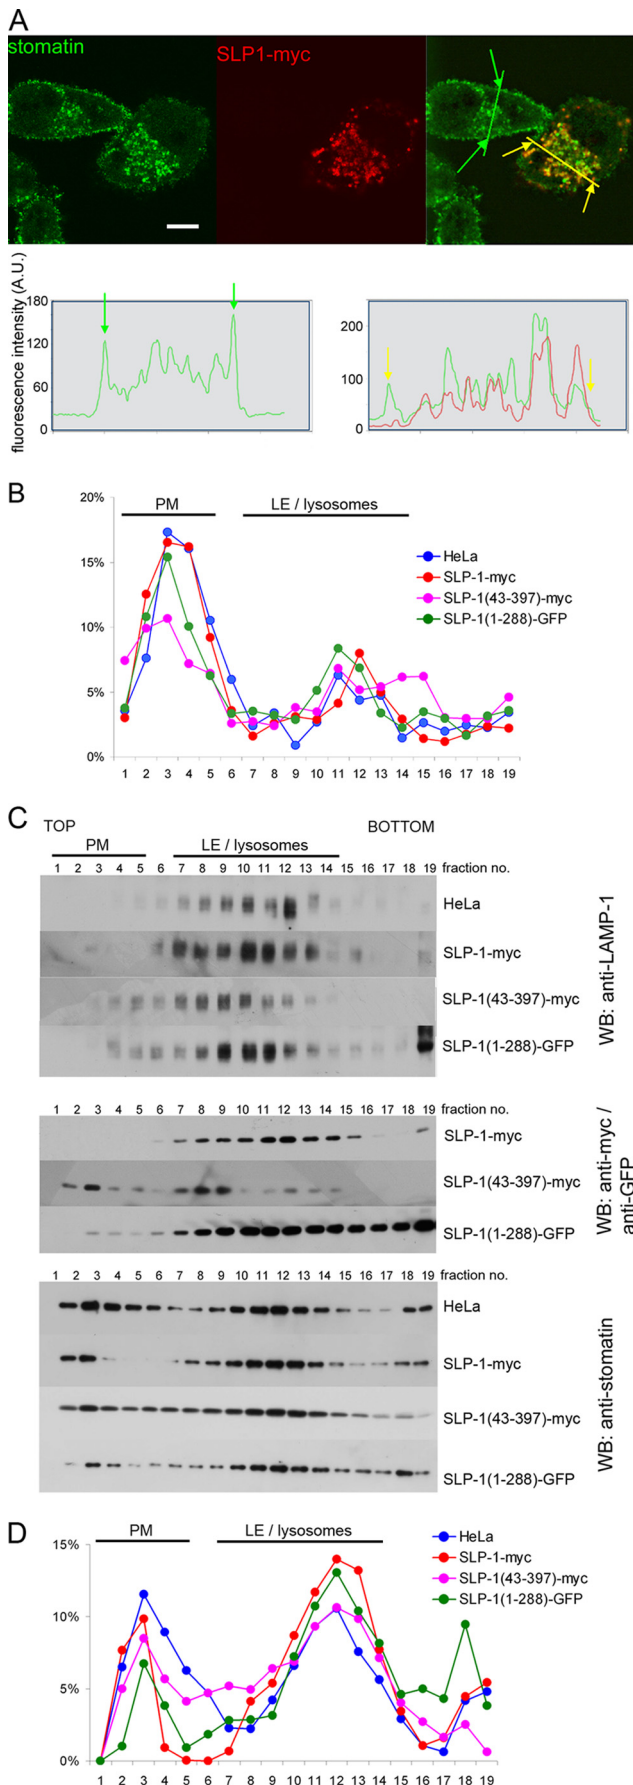 A
stomatin
SLP1-myc
fluorescence intensity (A.U.)
180
120
60
0
200
100
0
B
20%
15%
10%
5%
0%
PM
LE / lysosomes
HeLa
SLP-1-myc
SLP-1(43-397)-myc
SLP-1(1-288)-GFP
1 2 3 4 5 6 7 8 9 10 11 12 13 14 15 16 17 18 19
C
TOP
BOTTOM
PM
LE / lysosomes
1 2 3 4 5 6 7 8 9 10 11 12 13 14 15 16 17 18 19 fraction no.
HeLa
SLP-1-myc
SLP-1(43-397)-myc
SLP-1(1-288)-GFP
WB: anti-LAMP-1
1 2 3 4 5 6 7 8 9 10 11 12 13 14 15 16 17 18 19 fraction no.
SLP-1-myc
SLP-1(43-397)-myc
SLP-1(1-288)-GFP
WB: anti-myc /
anti-GFP
1 2 3 4 5 6 7 8 9 10 11 12 13 14 15 16 17 18 19 fraction no.
HeLa
SLP-1-myc
SLP-1(43-397)-myc
SLP-1(1-288)-GFP
WB: anti-stomatin
D
15%
10%
5%
0%
PM
LE / lysosomes
HeLa
SLP-1-myc
SLP-1(43-397)-myc
SLP-1(1-288)-GFP
1 2 3 4 5 6 7 8 9 10 11 12 13 14 15 16 17 18 19